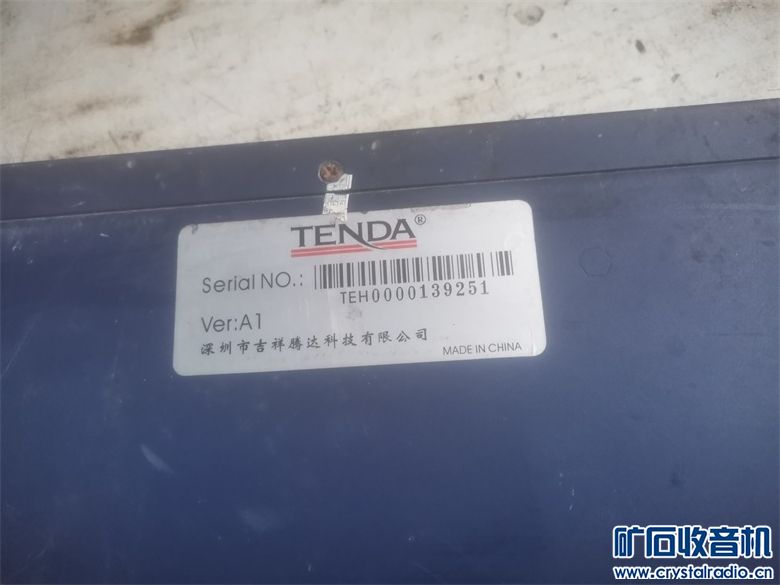 TENDA®
Serial NO.:
TEH0000139251
Ver:A1
深圳市吉祥腾达科技有限公司
MADE IN CHINA
矿石收音机
www.crystalradio.cn